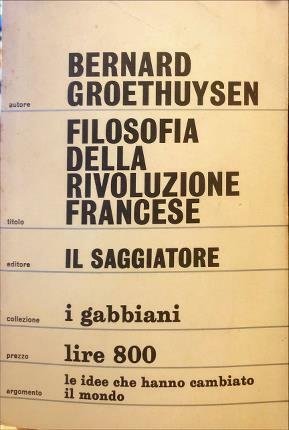 BERNARD
autore GROETHUYSEN
FILOSOFIA
DELLA
RIVOLUZIONE
titolo FRANCESE
editore IL SAGGIATORE
collezione i gabbiani
prezzo lire 800
le idee che hanno cambiato
argomento il mondo